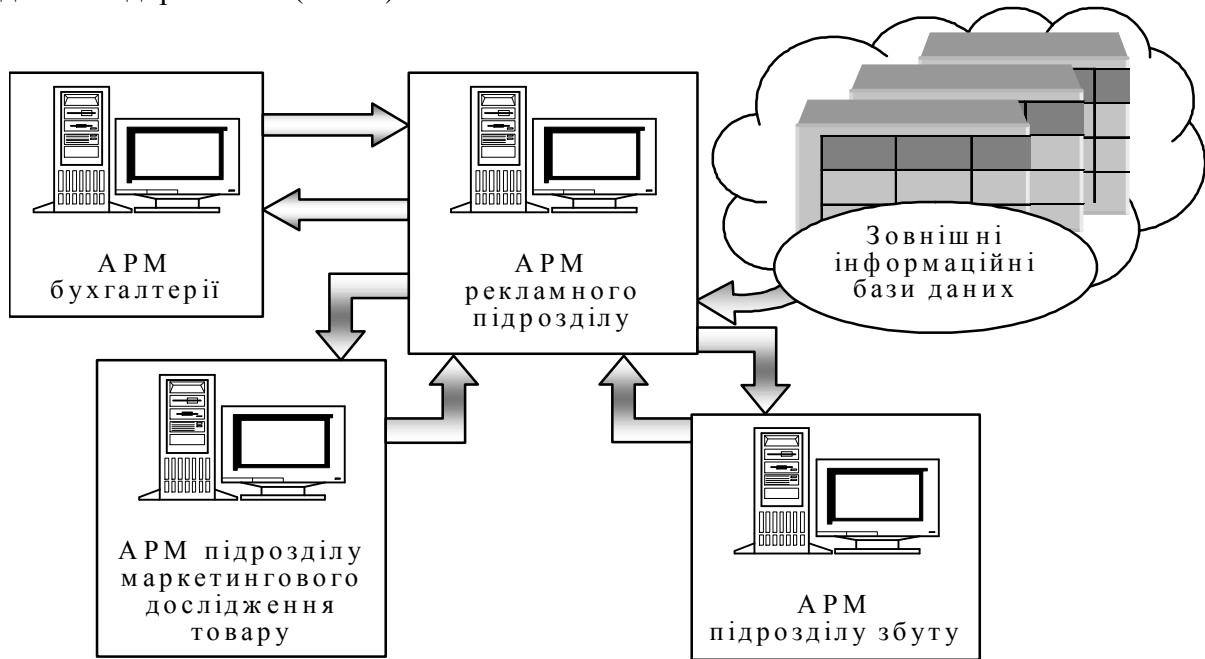 АРМ
бухгалтерії
АРМ
рекламного
підрозділу
Зовнішні
інформаційні
бази даних
АРМ підрозділу
маркетингового
дослідження
товару
АРМ
підрозділу збуту